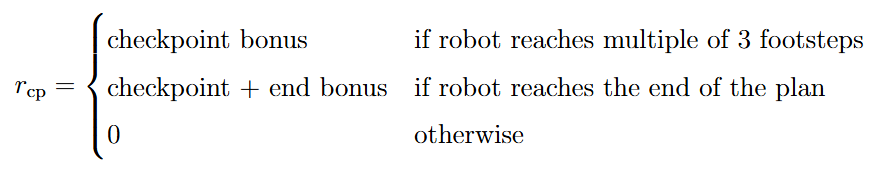 checkpoint bonus if robot reaches multiple of 3 footsteps
r_cp = { checkpoint + end bonus if robot reaches the end of the plan
0 otherwise